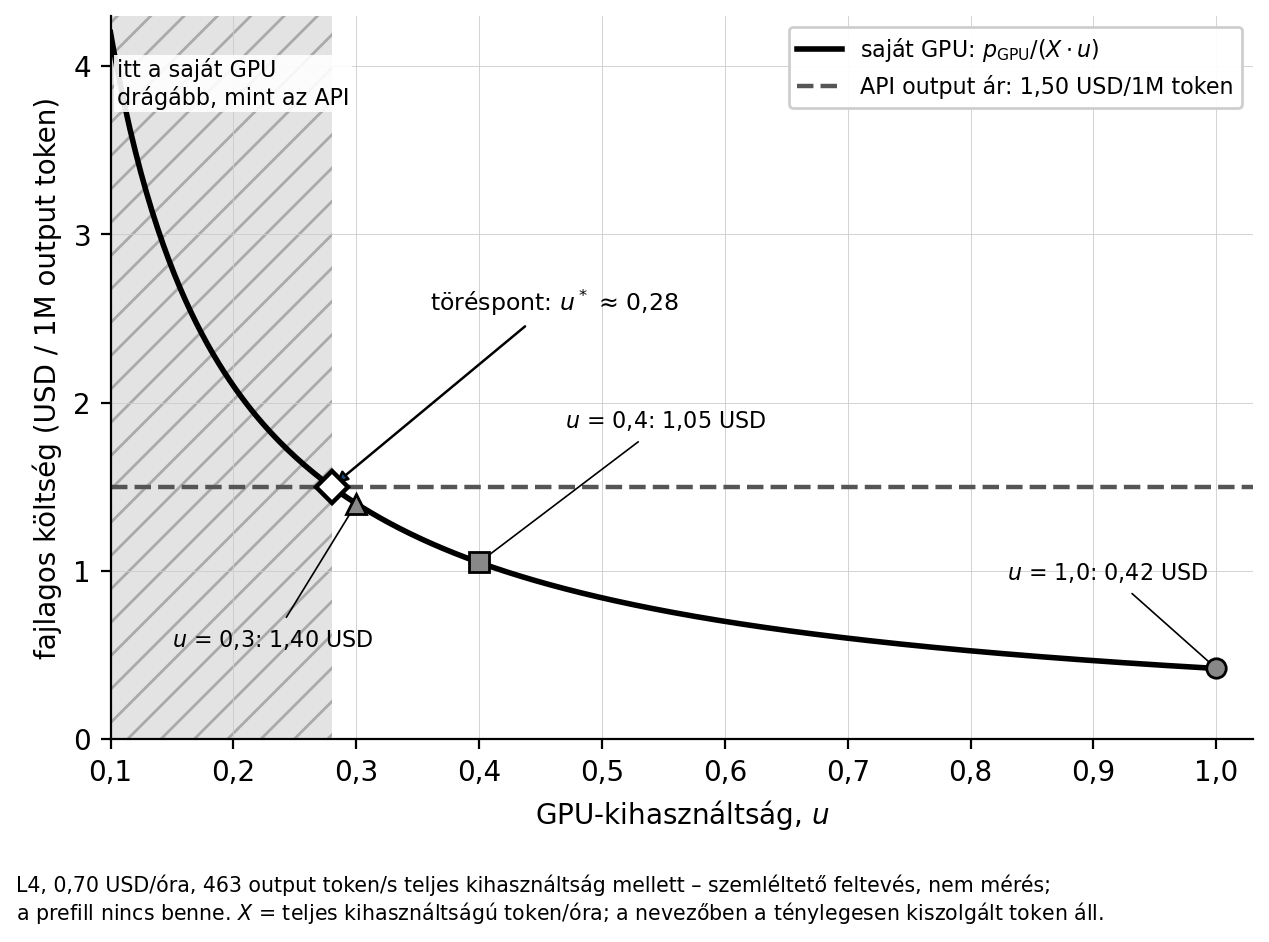 4
3
2
1
0
fajlagos költség (USD / 1M output token)
itt a saját GPU
drágább, mint az API
saját GPU: p_GPU/(X · u)
API output ár: 1,50 USD/1M token
töréspont: u* ≈ 0,28
u = 0,4: 1,05 USD
u = 1,0: 0,42 USD
u = 0,3: 1,40 USD
0,1 0,2 0,3 0,4 0,5 0,6 0,7 0,8 0,9 1,0
GPU-kihasználtság, u
L4, 0,70 USD/óra, 463 output token/s teljes kihasználtság mellett – szemléltető feltevés, nem mérés;
a prefill nincs benne. X = teljes kihasználtságú token/óra; a nevezőben a ténylegesen kiszolgált token áll.